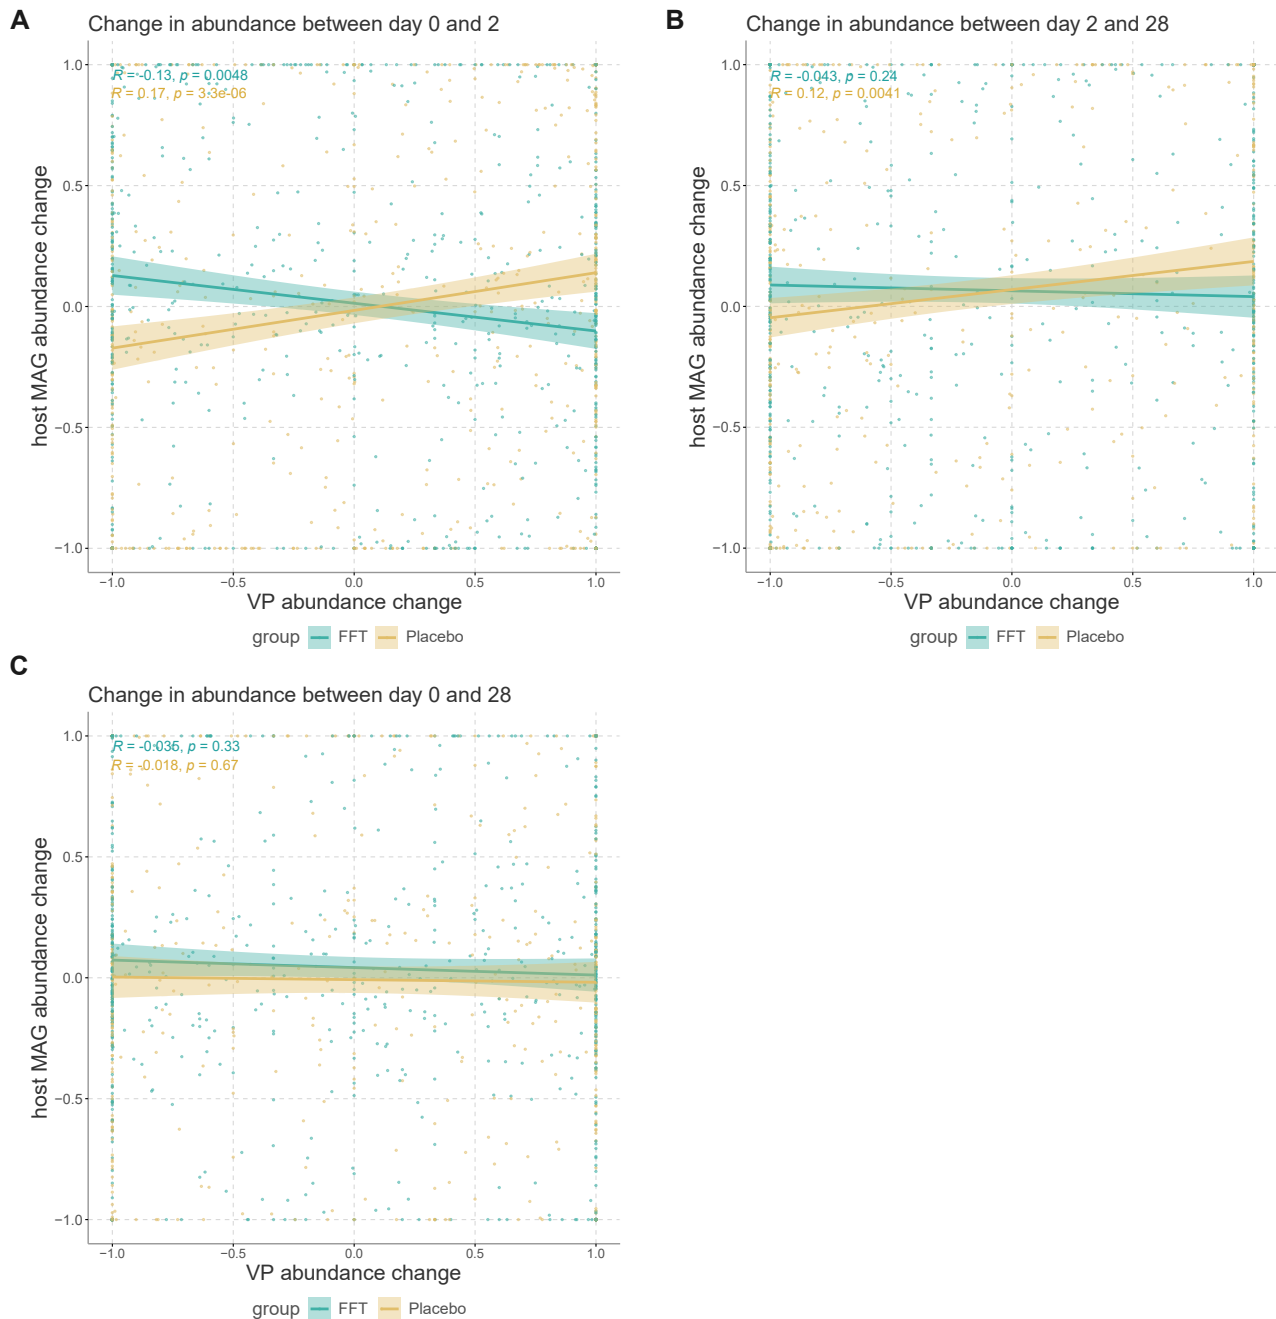 A
Change in abundance between day 0 and 2
R = -0.13, p = 0.0048
R = 0.17, p = 3.3e-06
host MAG abundance change
1.0
0.5
0.0
−0.5
−1.0
−1.0 −0.5 0.0 0.5 1.0
VP abundance change
group FFT Placebo
B
Change in abundance between day 2 and 28
R = -0.043, p = 0.24
R = 0.12, p = 0.0041
host MAG abundance change
1.0
0.5
0.0
−0.5
−1.0
−1.0 −0.5 0.0 0.5 1.0
VP abundance change
group FFT Placebo
C
Change in abundance between day 0 and 28
R = -0.035, p = 0.33
R = -0.018, p = 0.67
host MAG abundance change
1.0
0.5
0.0
−0.5
−1.0
−1.0 −0.5 0.0 0.5 1.0
VP abundance change
group FFT Placebo